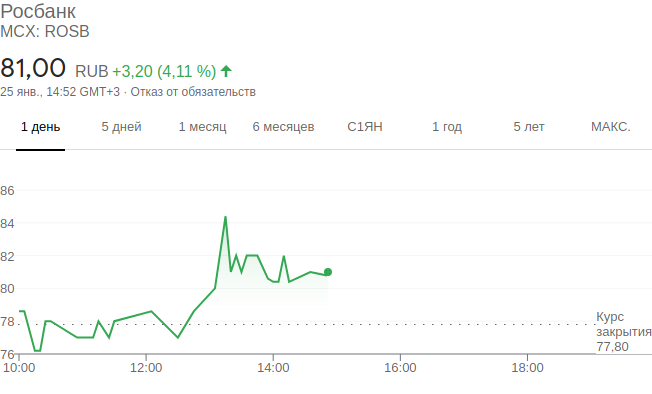 Росбанк
MCX: ROSB
81,00 RUB +3,20 (4,11 %)
25 янв., 14:52 GMT+3 · Отказ от обязательств
1 день 5 дней 1 месяц 6 месяцев С1ЯН 1 год 5 лет МАКС.
86
84
82
80
78
76
Курс
закрытия
77,80
10:00 12:00 14:00 16:00 18:00